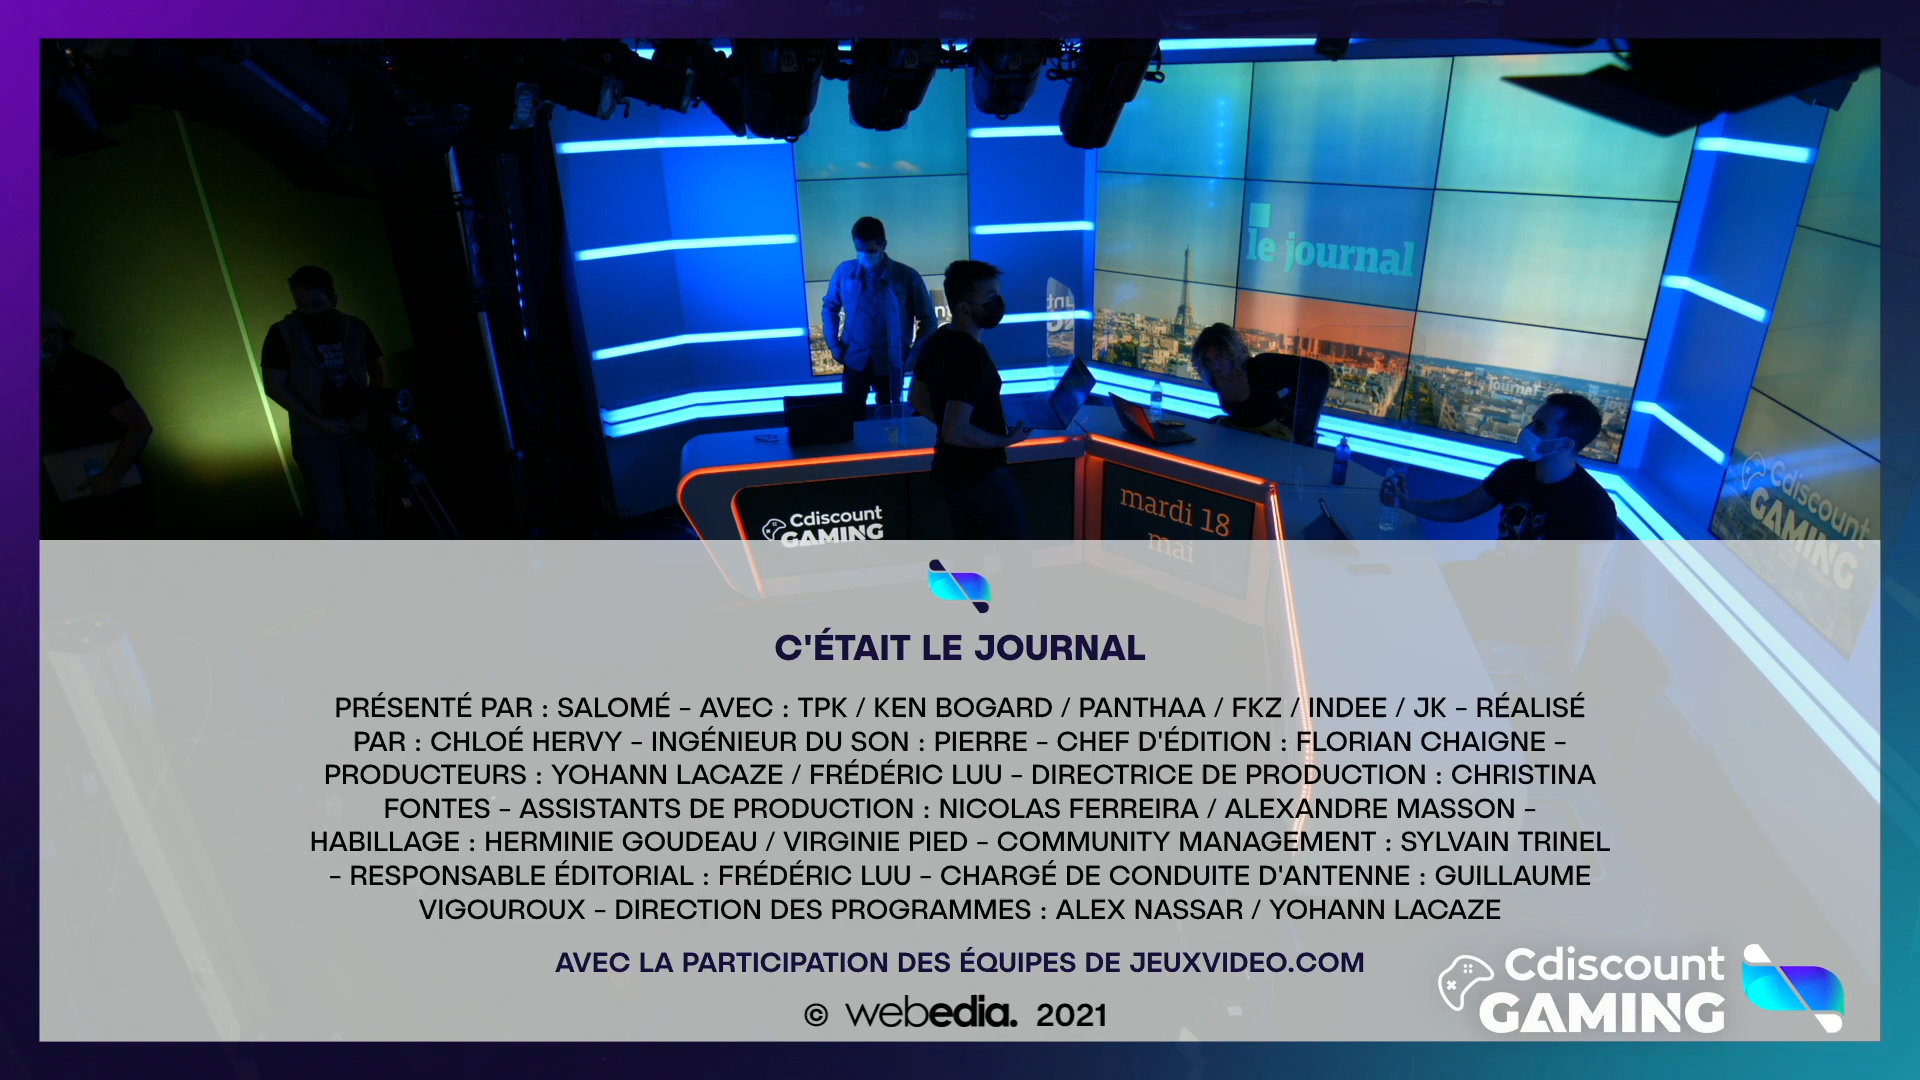 le journal
le journal
Cdiscount
GAMING
mardi 18
mai
Cdiscount
GAMING
C'ÉTAIT LE JOURNAL
PRÉSENTÉ PAR : SALOMÉ - AVEC : TPK / KEN BOGARD / PANTHAA / FKZ / INDEE / JK - RÉALISÉ
PAR : CHLOÉ HERVY - INGÉNIEUR DU SON : PIERRE - CHEF D'ÉDITION : FLORIAN CHAIGNE -
PRODUCTEURS : YOHANN LACAZE / FRÉDÉRIC LUU - DIRECTRICE DE PRODUCTION : CHRISTINA
FONTES - ASSISTANTS DE PRODUCTION : NICOLAS FERREIRA / ALEXANDRE MASSON -
HABILLAGE : HERMINIE GOUDEAU / VIRGINIE PIED - COMMUNITY MANAGEMENT : SYLVAIN TRINEL
- RESPONSABLE ÉDITORIAL : FRÉDÉRIC LUU - CHARGÉ DE CONDUITE D'ANTENNE : GUILLAUME
VIGOUROUX - DIRECTION DES PROGRAMMES : ALEX NASSAR / YOHANN LACAZE
AVEC LA PARTICIPATION DES ÉQUIPES DE JEUXVIDEO.COM
© webedia. 2021
Cdiscount
GAMING